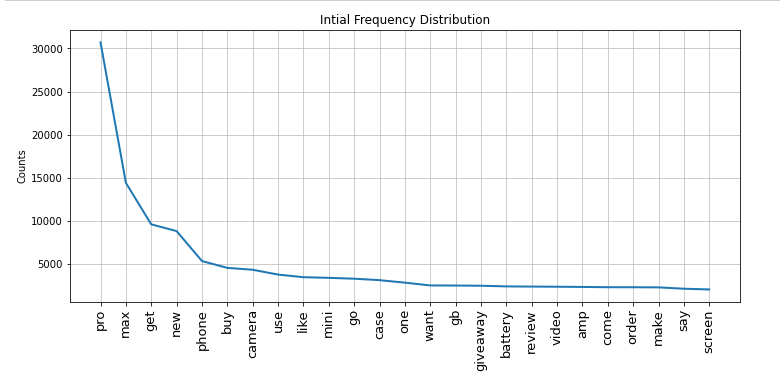 Intial Frequency Distribution
30000
25000
20000
15000
10000
5000
Counts
pro
max
get
new
phone
buy
camera
use
like
mini
go
case
one
want
gb
giveaway
battery
review
video
amp
come
order
make
say
screen